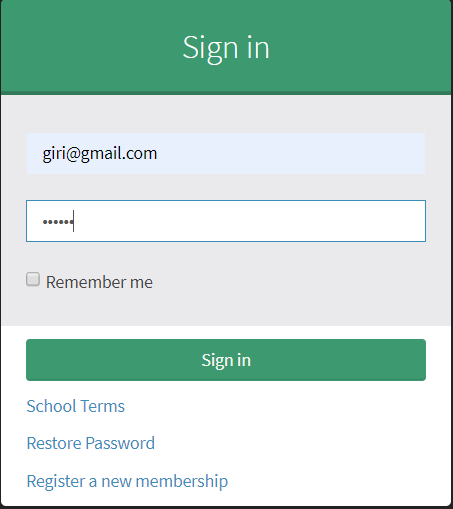 Sign in
giri@gmail.com
••••••
Remember me
Sign in
School Terms
Restore Password
Register a new membership